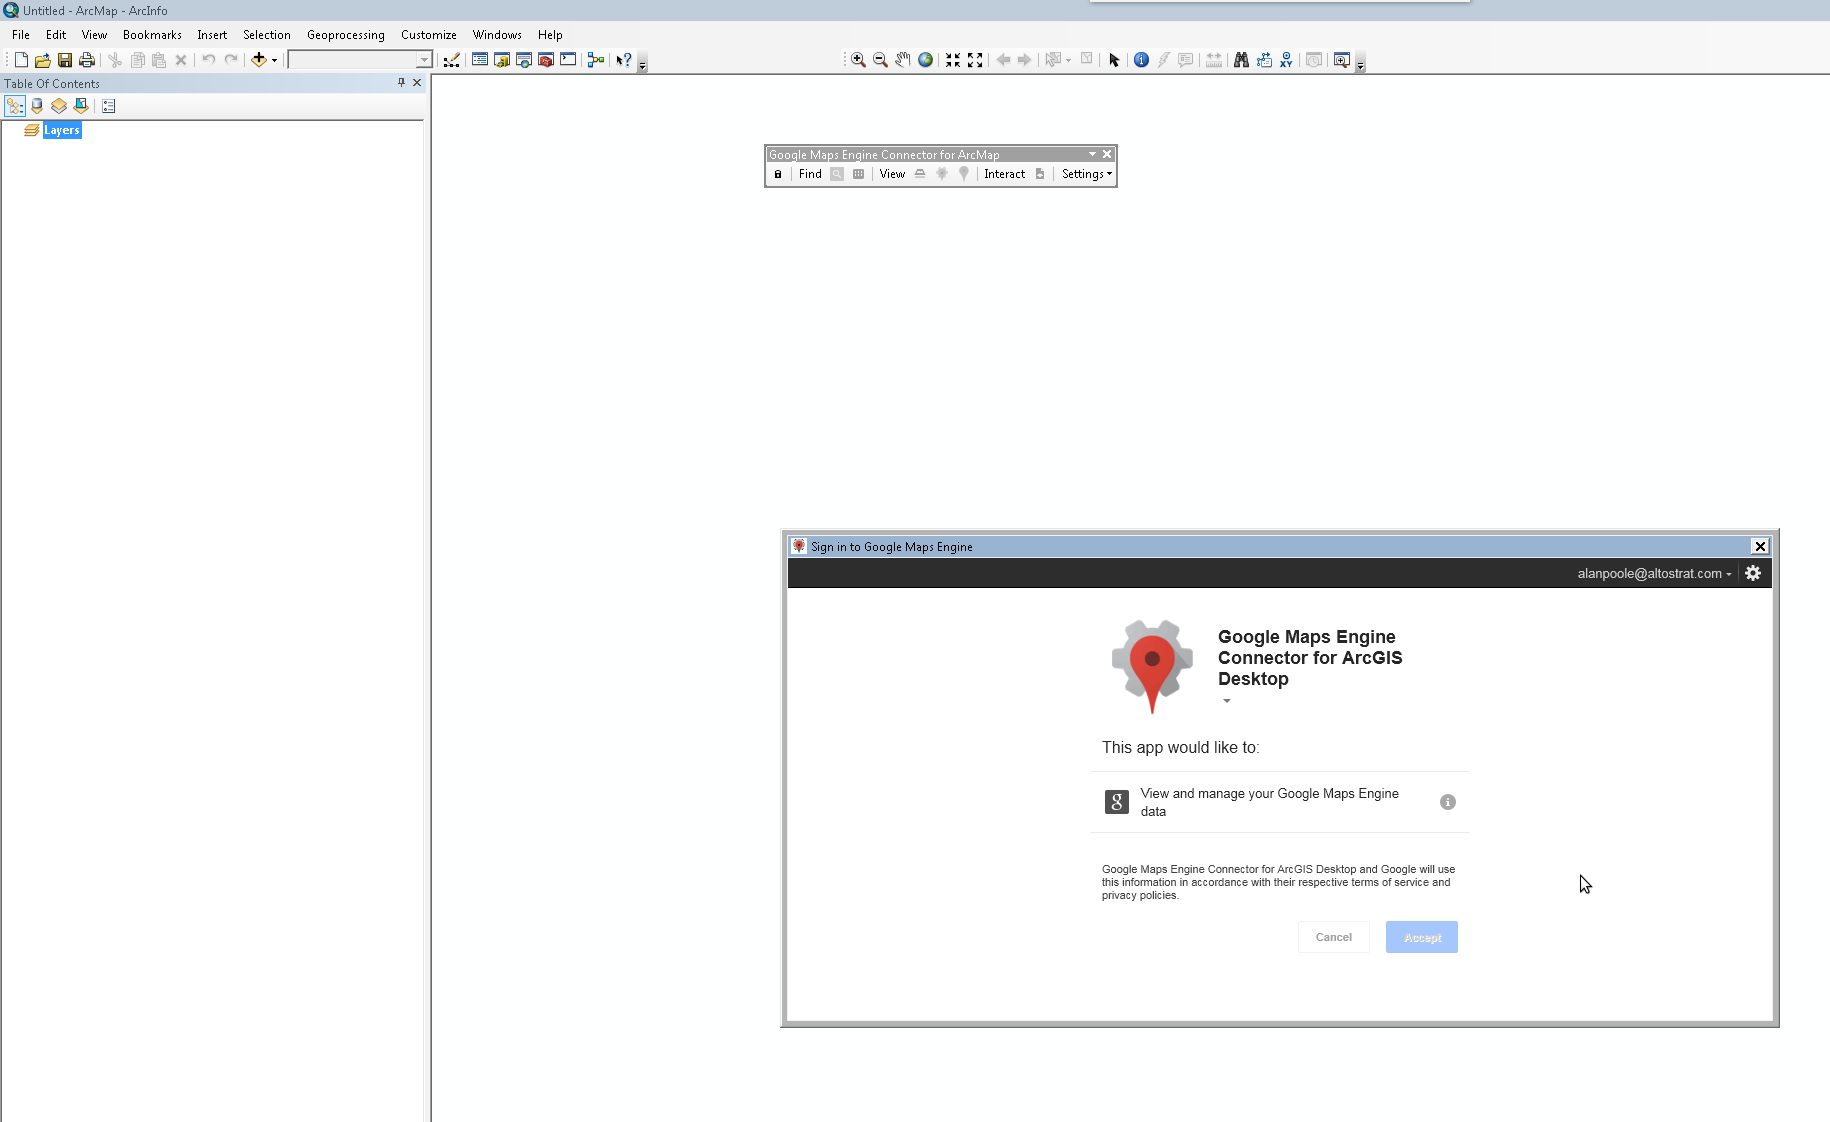 Untitled - ArcMap - ArcInfo
File Edit View Bookmarks Insert Selection Geoprocessing Customize Windows Help
Table Of Contents
Layers
Google Maps Engine Connector for ArcMap
Find View Interact Settings
Sign in to Google Maps Engine
alanpoole@altostrat.com
Google Maps Engine
Connector for ArcGIS
Desktop
This app would like to:
g View and manage your Google Maps Engine
data
Google Maps Engine Connector for ArcGIS Desktop and Google will use
this information in accordance with their respective terms of service and
privacy policies.
Cancel Accept